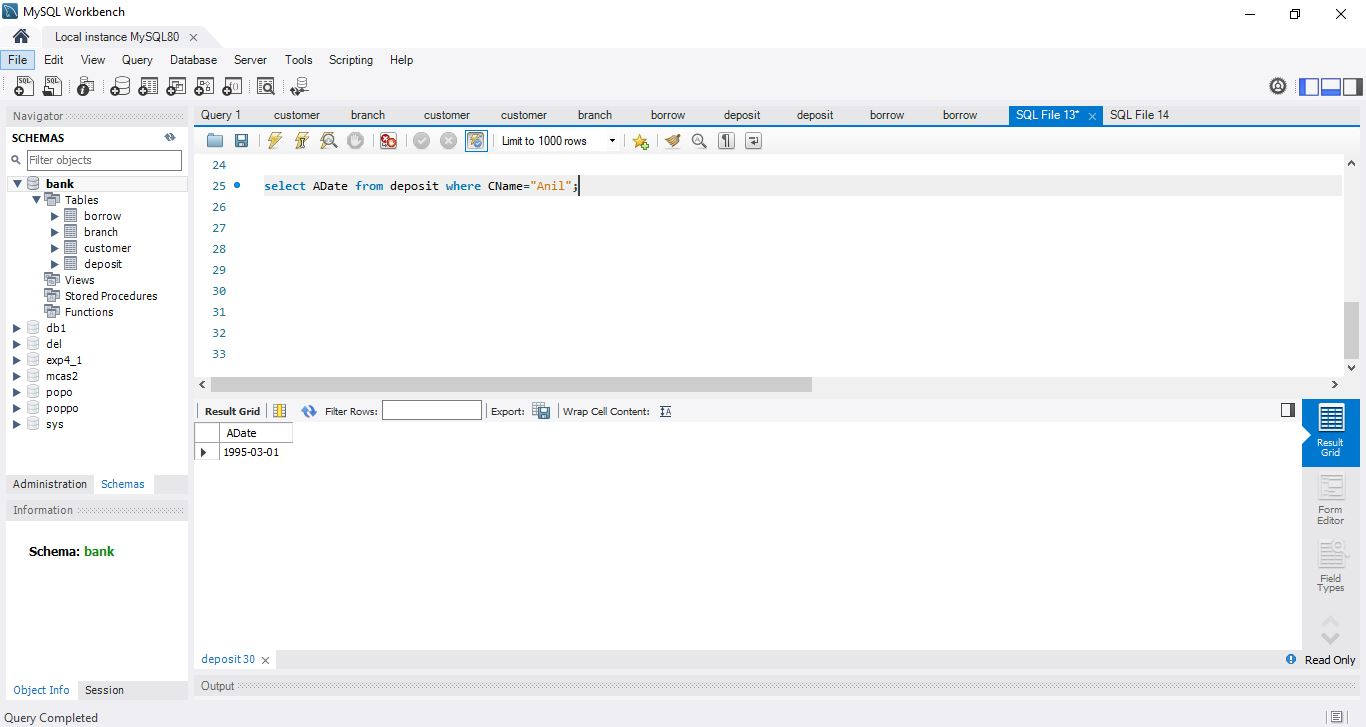 MySQL Workbench
Local instance MySQL80
File Edit View Query Database Server Tools Scripting Help
Navigator
SCHEMAS
Filter objects
bank
Tables
borrow
branch
customer
deposit
Views
Stored Procedures
Functions
db1
del
exp4_1
mcas2
popo
poppo
sys
Administration Schemas
Information
Schema: bank
Object Info Session
Query 1 customer branch customer customer branch borrow deposit deposit borrow borrow SQL File 13* SQL File 14
Limit to 1000 rows
24
25 select ADate from deposit where CName="Anil";
26
27
28
29
30
31
32
33
Result Grid Filter Rows: Export: Wrap Cell Content:
ADate
1995-03-01
Result
Grid
Form
Editor
Field
Types
deposit 30
Read Only
Output
Query Completed